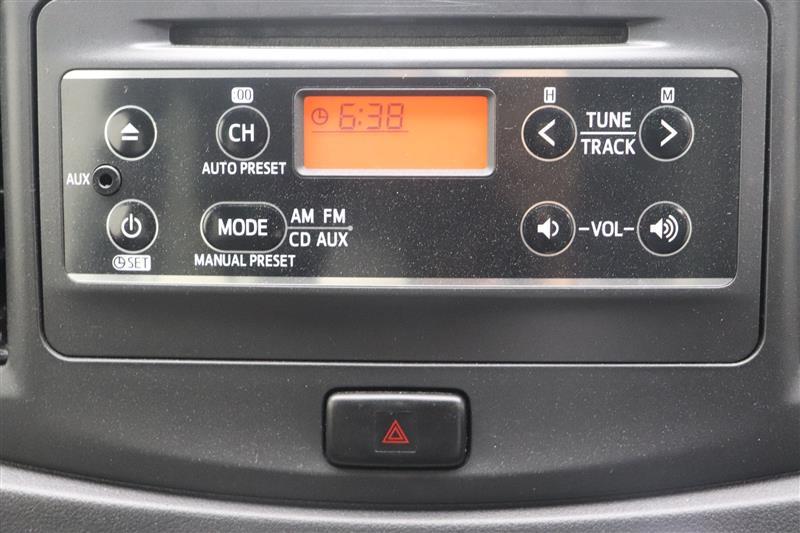 :00
CH
AUTO PRESET
6:38
H
M
TUNE
TRACK
AUX
MODE
AM FM
CD AUX
MANUAL PRESET
SET
-VOL-